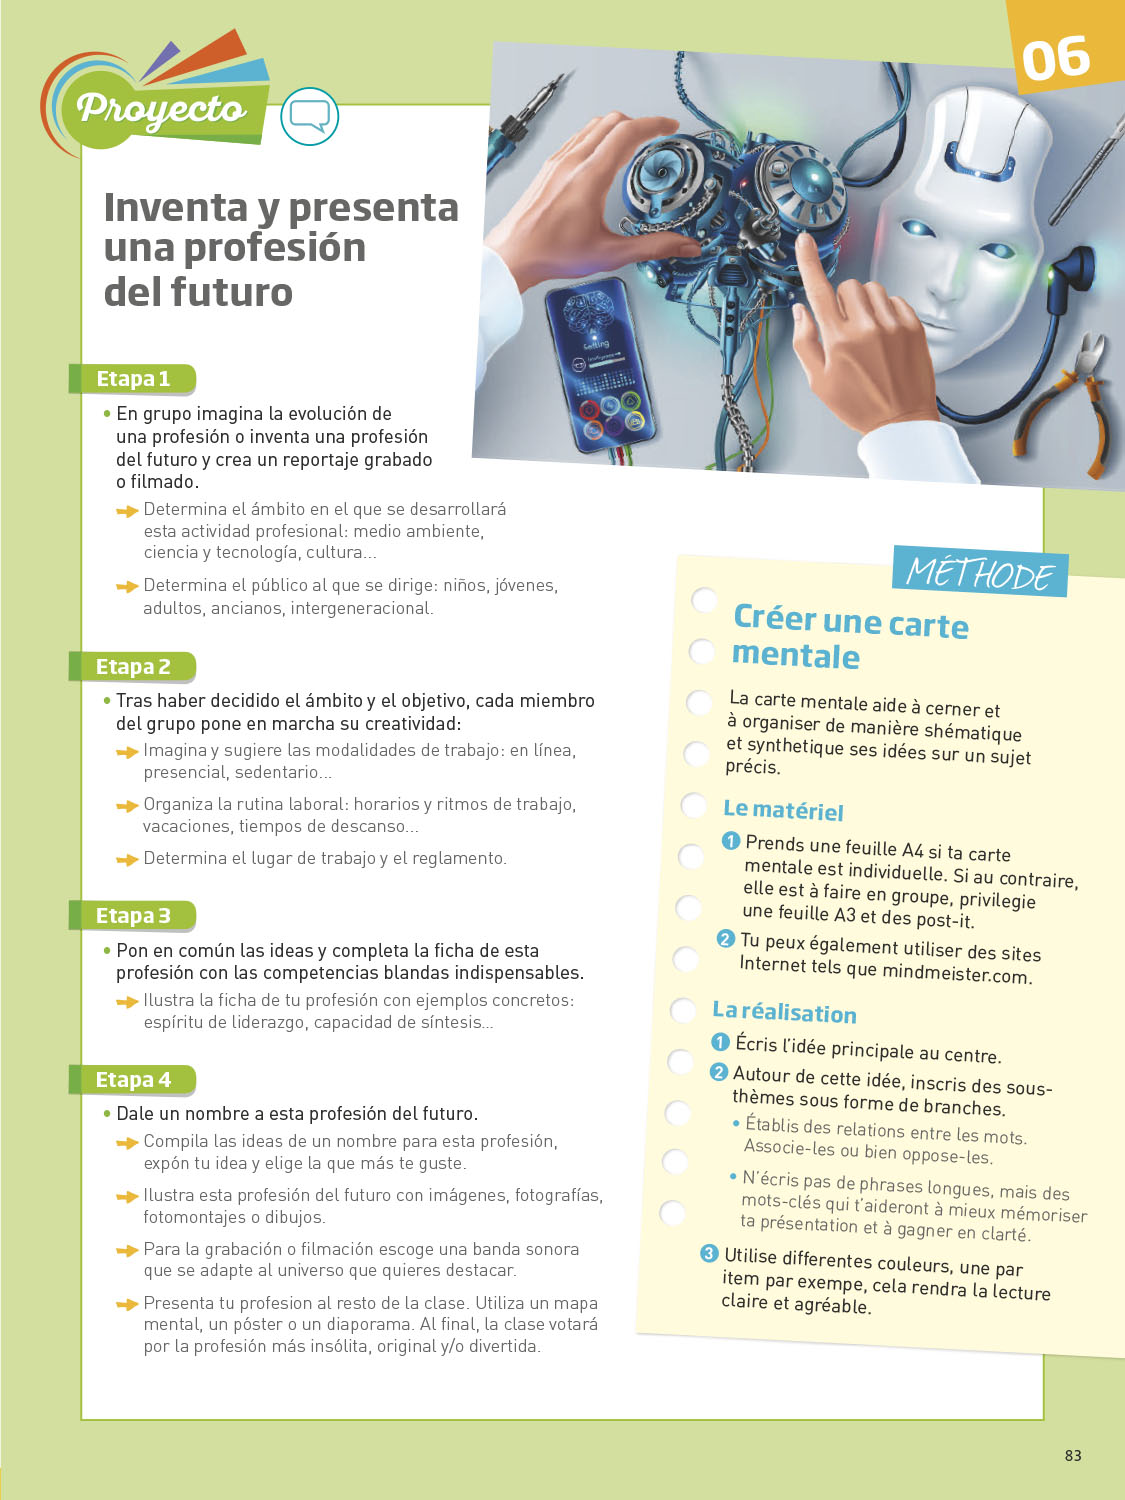 06
Proyecto
Inventa y presenta
una profesión
del futuro
Setting
Etapa 1
• En grupo imagina la evolución de
una profesión o inventa una profesión
del futuro y crea un reportaje grabado
o filmado.
Determina el ámbito en el que se desarrollará
esta actividad profesional: medio ambiente,
ciencia y tecnología, cultura...
Determina el público al que se dirige: niños, jóvenes,
adultos, ancianos, intergeneracional.
Etapa 2
• Tras haber decidido el ámbito y el objetivo, cada miembro
del grupo pone en marcha su creatividad:
Imagina y sugiere las modalidades de trabajo: en línea,
presencial, sedentario...
Organiza la rutina laboral: horarios y ritmos de trabajo,
vacaciones, tiempos de descanso...
Determina el lugar de trabajo y el reglamento.
Etapa 3
• Pon en común las ideas y completa la ficha de esta
profesión con las competencias blandas indispensables.
Ilustra la ficha de tu profesión con ejemplos concretos:
espíritu de liderazgo, capacidad de síntesis...
Etapa 4
• Dale un nombre a esta profesión del futuro.
Compila las ideas de un nombre para esta profesión,
expón tu idea y elige la que más te guste.
Ilustra esta profesión del futuro con imágenes, fotografías,
fotomontajes o dibujos.
Para la grabación o filmación escoge una banda sonora
que se adapte al universo que quieres destacar.
Presenta tu profesion al resto de la clase. Utiliza un mapa
mental, un póster o un diaporama. Al final, la clase votará
por la profesión más insólita, original y/o divertida.
MÉTHODE
Créer une carte
mentale
La carte mentale aide à cerner et
à organiser de manière shématique
et synthetique ses idées sur un sujet
précis.
Le matériel
1 Prends une feuille A4 si ta carte
mentale est individuelle. Si au contraire,
elle est à faire en groupe, privilegie
une feuille A3 et des post-it.
2 Tu peux également utiliser des sites
Internet tels que mindmeister.com.
La réalisation
1 Écris l'idée principale au centre.
2 Autour de cette idée, inscris des sous-
thèmes sous forme de branches.
• Établis des relations entre les mots.
Associe-les ou bien oppose-les.
• N'écris pas de phrases longues, mais des
mots-clés qui t'aideront à mieux mémoriser
ta présentation et à gagner en clarté.
3 Utilise differentes couleurs, une par
item par exempe, cela rendra la lecture
claire et agréable.
83